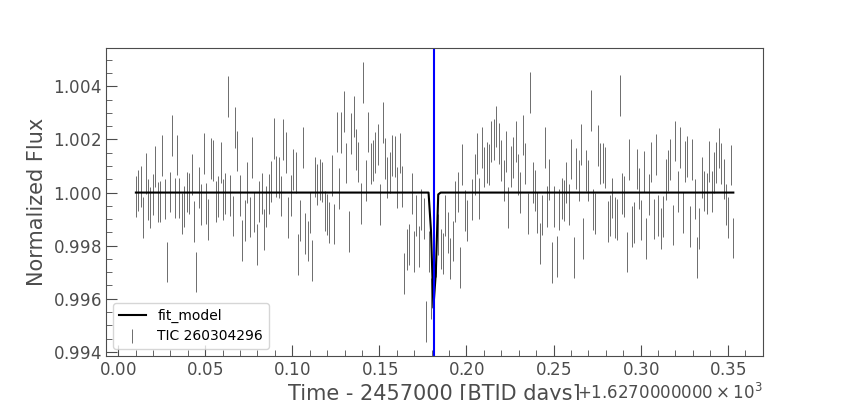 Normalized Flux
1.004
1.002
1.000
0.998
0.996
0.994
fit_model
TIC 260304296
0.00 0.05 0.10 0.15 0.20 0.25 0.30 0.35
Time - 2457000 [BTJD days]
+1.6270000000 × 10³